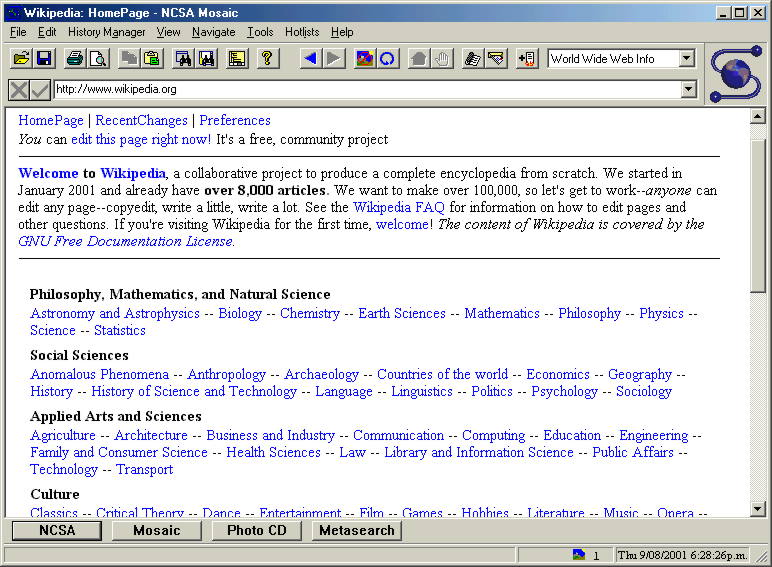 Wikipedia: HomePage - NCSA Mosaic
File Edit History Manager View Navigate Tools Hotlists Help
World Wide Web Info
http://www.wikipedia.org
HomePage | RecentChanges | Preferences
You can edit this page right now! It's a free, community project
Welcome to Wikipedia, a collaborative project to produce a complete encyclopedia from scratch. We started in
January 2001 and already have over 8,000 articles. We want to make over 100,000, so let's get to work--anyone can
edit any page--copyedit, write a little, write a lot. See the Wikipedia FAQ for information on how to edit pages and
other questions. If you're visiting Wikipedia for the first time, welcome! The content of Wikipedia is covered by the
GNU Free Documentation License.
Philosophy, Mathematics, and Natural Science
Astronomy and Astrophysics -- Biology -- Chemistry -- Earth Sciences -- Mathematics -- Philosophy -- Physics --
Science -- Statistics
Social Sciences
Anomalous Phenomena -- Anthropology -- Archaeology -- Countries of the world -- Economics -- Geography --
History -- History of Science and Technology -- Language -- Linguistics -- Politics -- Psychology -- Sociology
Applied Arts and Sciences
Agriculture -- Architecture -- Business and Industry -- Communication -- Computing -- Education -- Engineering --
Family and Consumer Science -- Health Sciences -- Law -- Library and Information Science -- Public Affairs --
Technology -- Transport
Culture
Classics -- Critical Theory -- Dance -- Entertainment -- Film -- Games -- Hobbies -- Literature -- Music -- Opera --
NCSA Mosaic Photo CD Metasearch
1 Thu 9/08/2001 6:28:26p.m.